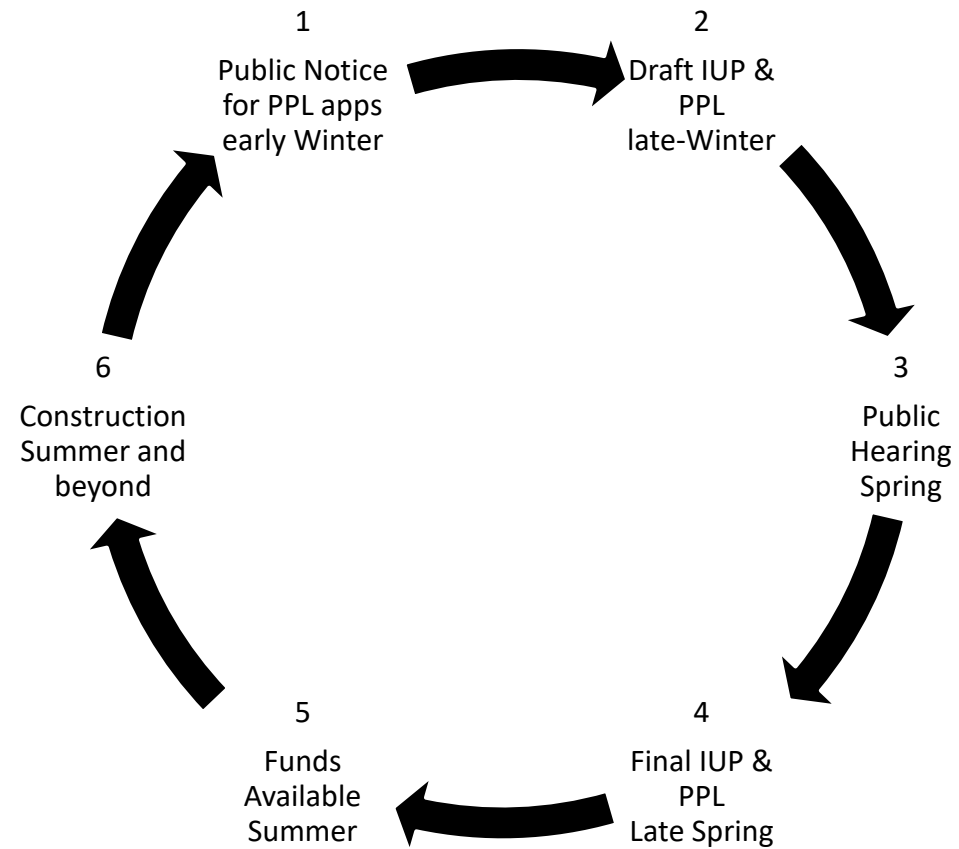 1
Public Notice
for PPL apps
early Winter
2
Draft IUP &
PPL
late-Winter
3
Public
Hearing
Spring
4
Final IUP &
PPL
Late Spring
5
Funds
Available
Summer
6
Construction
Summer and
beyond